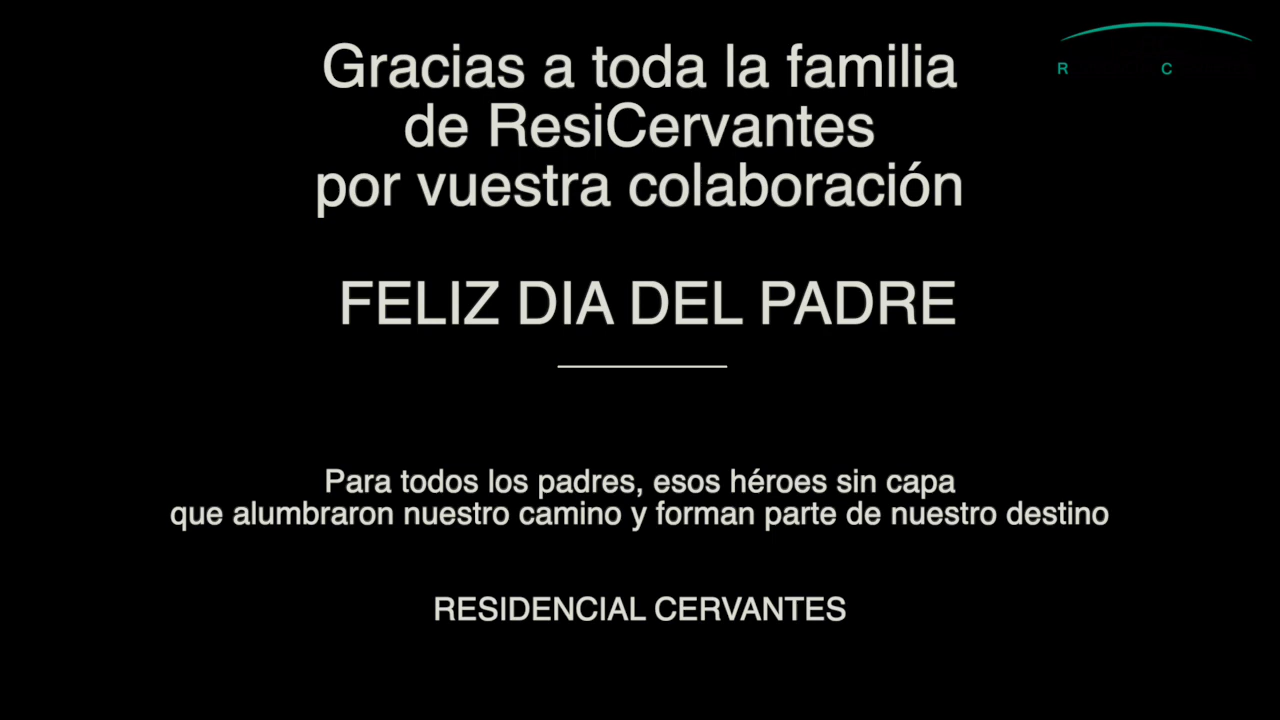 Gracias a toda la familia
de ResiCervantes
por vuestra colaboración
R C
FELIZ DIA DEL PADRE
Para todos los padres, esos héroes sin capa
que alumbraron nuestro camino y forman parte de nuestro destino
RESIDENCIAL CERVANTES